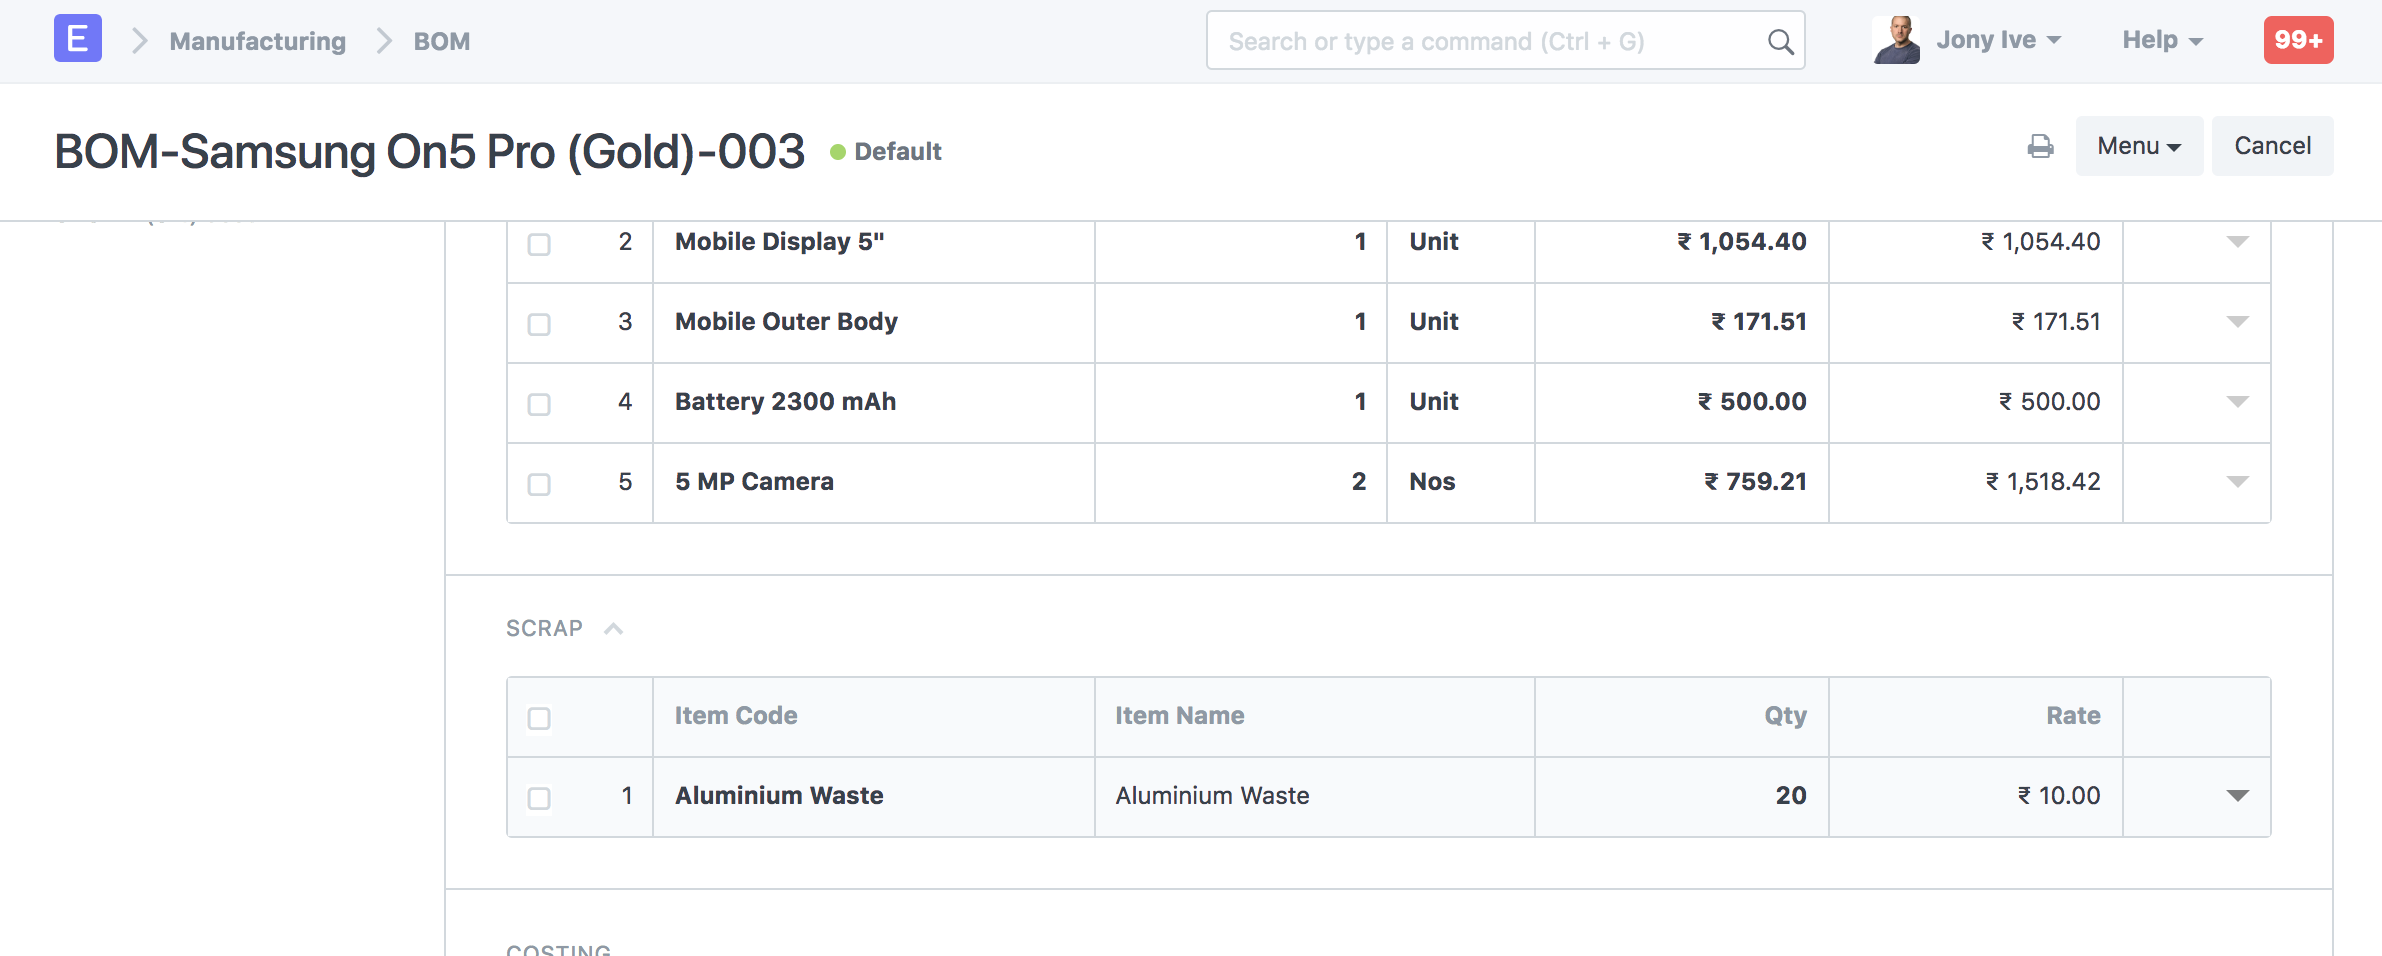 E Manufacturing BOM Search or type a command (Ctrl + G) Jony Ive Help 99+
BOM-Samsung On5 Pro (Gold)-003 Default Menu Cancel
2 Mobile Display 5" 1 Unit ₹ 1,054.40 ₹ 1,054.40
3 Mobile Outer Body 1 Unit ₹ 171.51 ₹ 171.51
4 Battery 2300 mAh 1 Unit ₹ 500.00 ₹ 500.00
5 5 MP Camera 2 Nos ₹ 759.21 ₹ 1,518.42
SCRAP
Item Code Item Name Qty Rate
1 Aluminium Waste Aluminium Waste 20 ₹ 10.00
COSTING